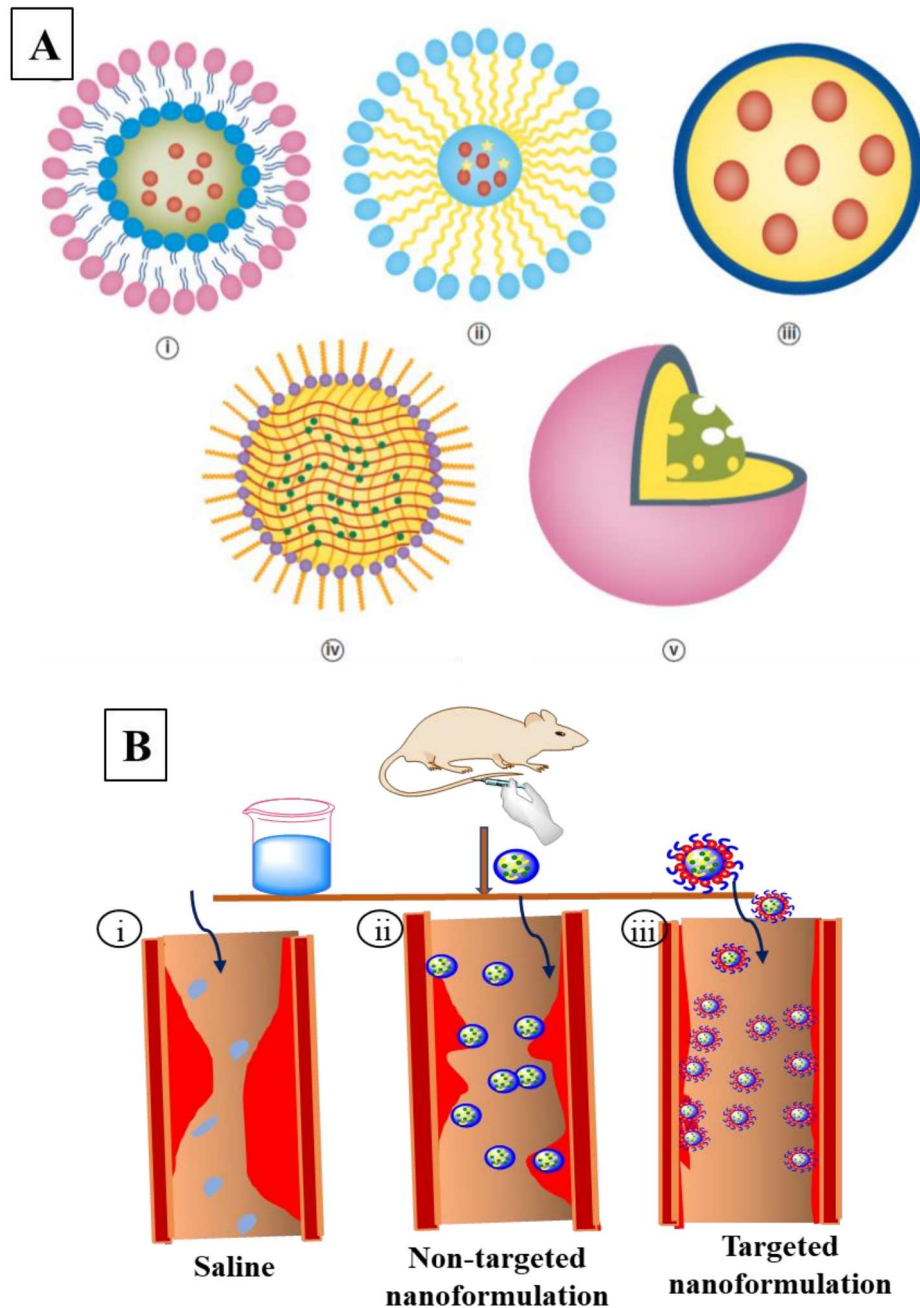 A
i
ii
iii
iv
v
B
i
ii
iii
Saline
Non-targeted
nanoformulation
Targeted
nanoformulation